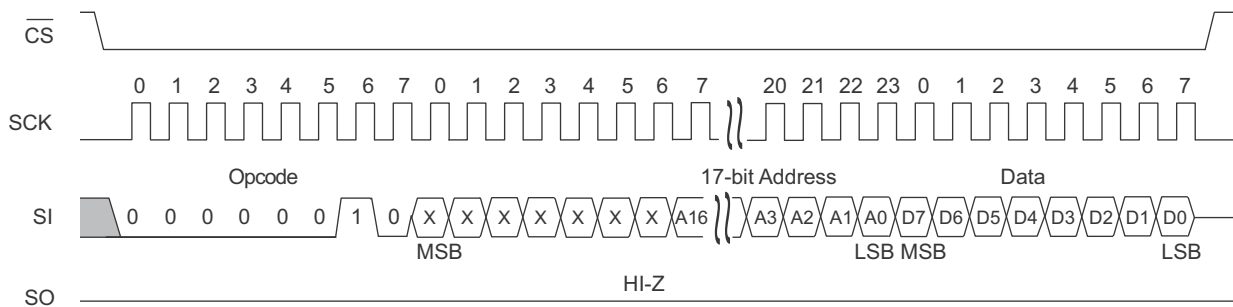 CS
0 1 2 3 4 5 6 7 0 1 2 3 4 5 6 7 20 21 22 23 0 1 2 3 4 5 6 7
SCK
Opcode 17-bit Address Data
SI 0 0 0 0 0 0 1 0 X X X X X X X A16 A3 A2 A1 A0 D7 D6 D5 D4 D3 D2 D1 D0
MSB LSB MSB LSB
HI-Z
SO